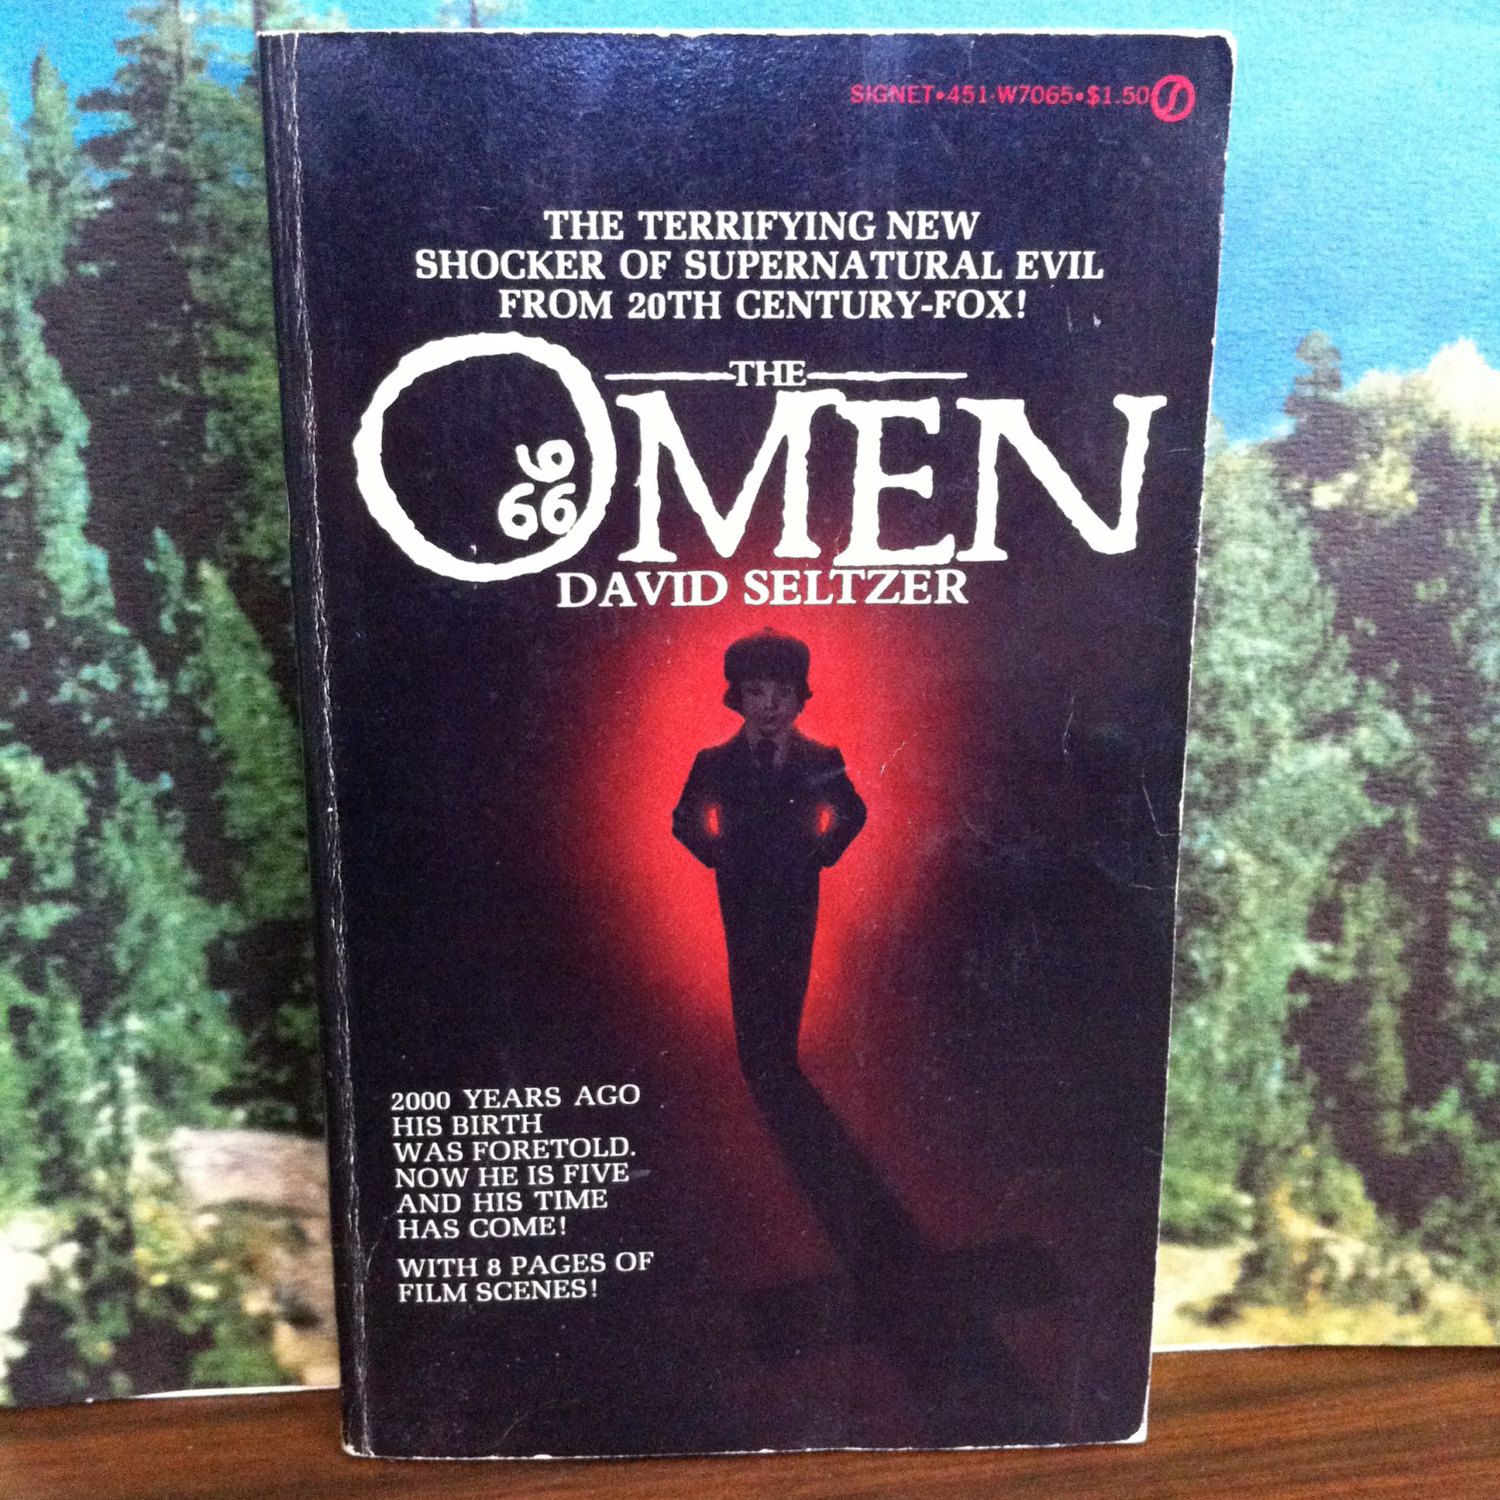 SIGNET•451-W7065•$1.50
THE TERRIFYING NEW
SHOCKER OF SUPERNATURAL EVIL
FROM 20TH CENTURY-FOX!
THE
OMEN
6
66
DAVID SELTZER
2000 YEARS AGO
HIS BIRTH
WAS FORETOLD.
NOW HE IS FIVE
AND HIS TIME
HAS COME!
WITH 8 PAGES OF
FILM SCENES!